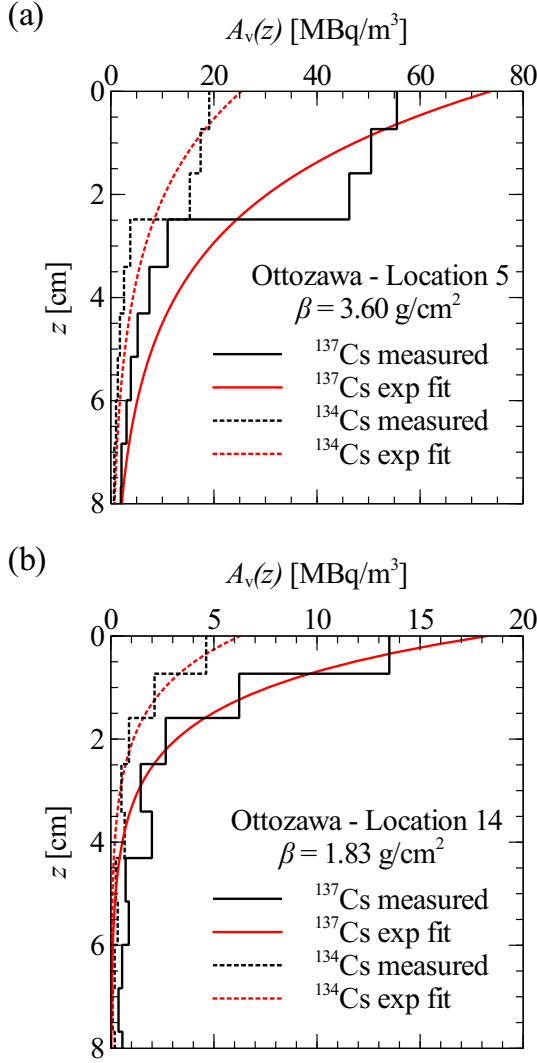 (a)
A_v(z) [MBq/m³]
0 20 40 60 80
0
2
4
6
8
z [cm]
Ottozawa - Location 5
β = 3.60 g/cm²
¹³⁷Cs measured
¹³⁷Cs exp fit
¹³⁴Cs measured
¹³⁴Cs exp fit
(b)
A_v(z) [MBq/m³]
0 5 10 15 20
0
2
4
6
8
z [cm]
Ottozawa - Location 14
β = 1.83 g/cm²
¹³⁷Cs measured
¹³⁷Cs exp fit
¹³⁴Cs measured
¹³⁴Cs exp fit